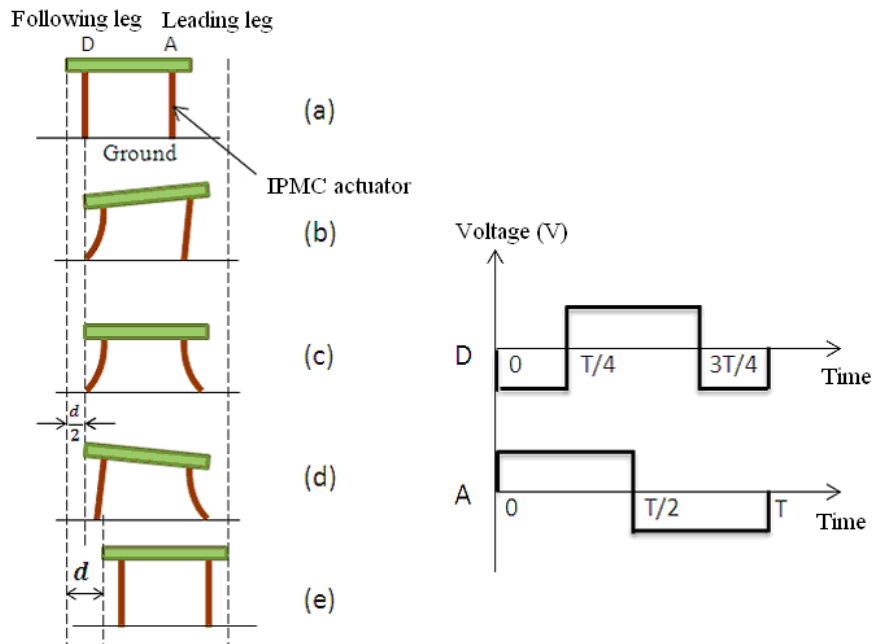 Following leg
Leading leg
D
A
(a)
Ground
IPMC actuator
(b)
(c)
d
2
(d)
d
(e)
Voltage (V)
D
0
T/4
3T/4
Time
A
0
T/2
T
Time